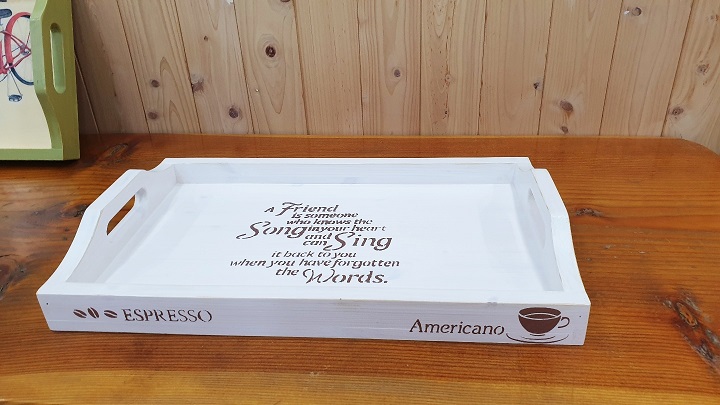 A Friend
is someone
who knows the
Song in your heart
and
can Sing
it back to you
when you have forgotten
the Words.
ESPRESSO
Americano